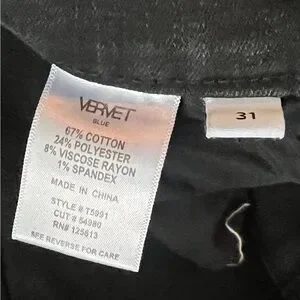 VERVET
BLUE
67% COTTON
24% POLYESTER
8% VISCOSE RAYON
1% SPANDEX
MADE IN CHINA
STYLE # T5991
CUT # 54980
RN# 125613
SEE REVERSE FOR CARE
31